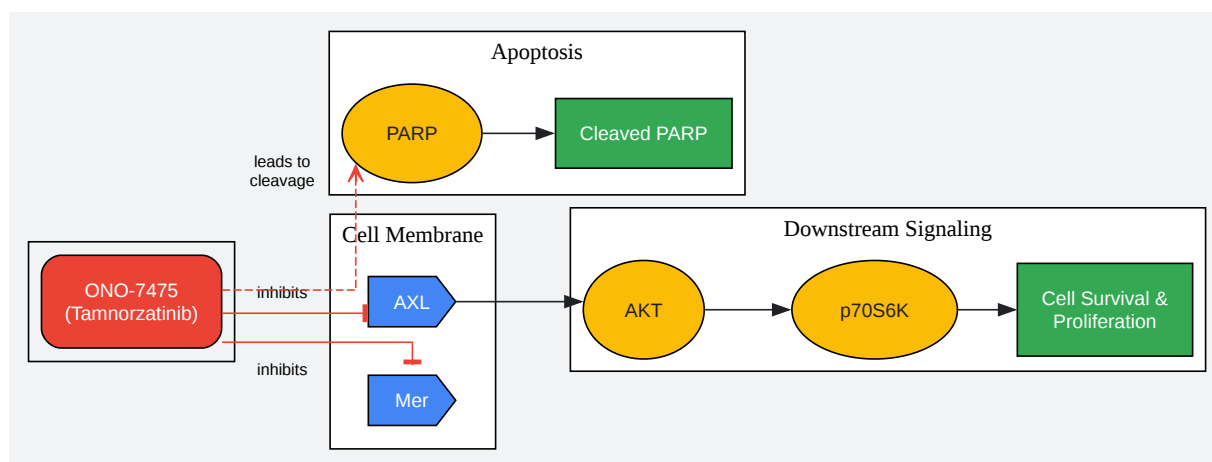 Apoptosis
PARP
Cleaved PARP
leads to
cleavage
Cell Membrane
Downstream Signaling
ONO-7475
(Tamnorzatinib)
inhibits
AXL
AKT
p70S6K
Cell Survival &
Proliferation
inhibits
Mer